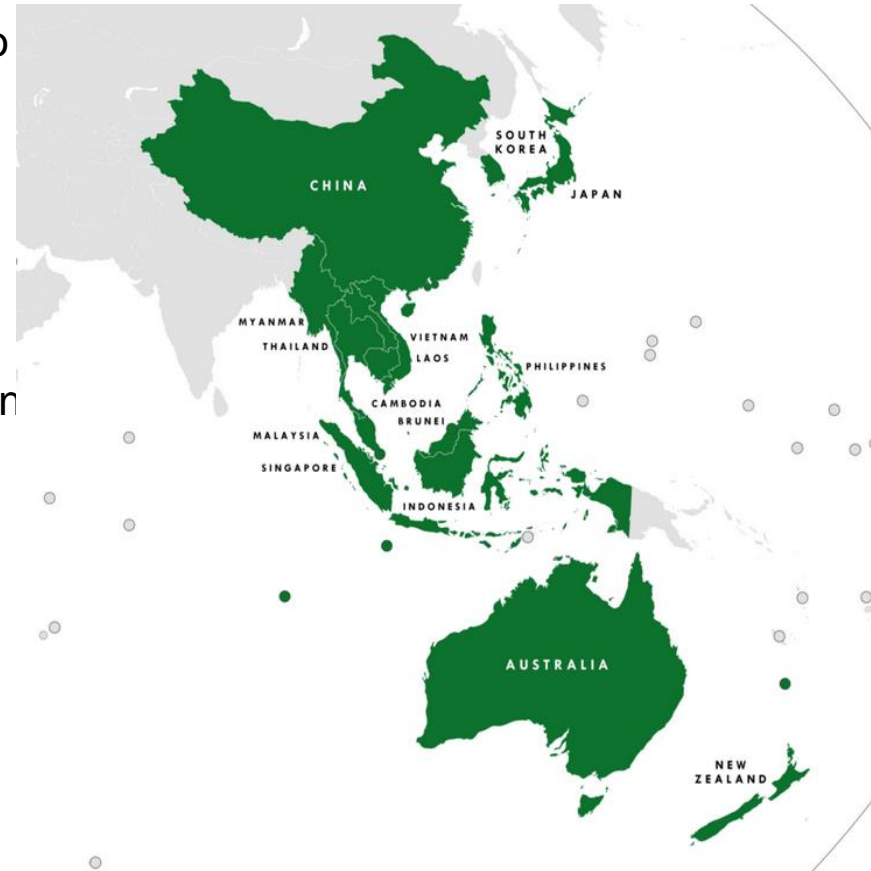 SOUTH
KOREA
CHINA
JAPAN
MYANMAR
VIETNAM
THAILAND
LAOS
PHILIPPINES
CAMBODIA
BRUNEI
MALAYSIA
SINGAPORE
INDONESIA
AUSTRALIA
NEW
ZEALAND